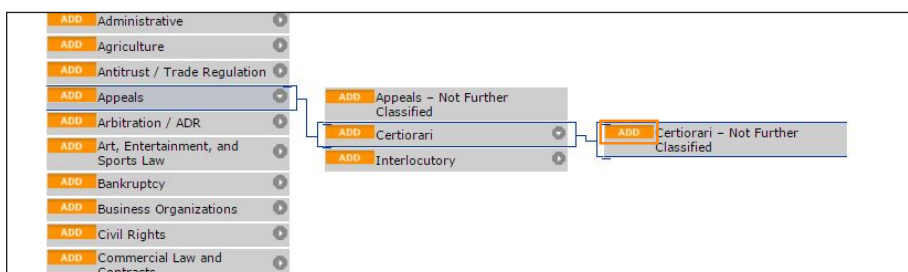 ADD Administrative
ADD Agriculture
ADD Antitrust / Trade Regulation
ADD Appeals
ADD Arbitration / ADR
ADD Art, Entertainment, and
Sports Law
ADD Bankruptcy
ADD Business Organizations
ADD Civil Rights
ADD Commercial Law and
Contracts
ADD Appeals – Not Further
Classified
ADD Certiorari
ADD Interlocutory
ADD Certiorari – Not Further
Classified